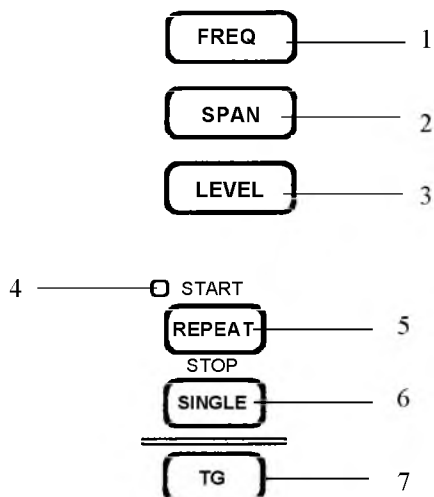 FREQ 1
SPAN 2
LEVEL 3
4 START
REPEAT 5
STOP
SINGLE 6
TG 7